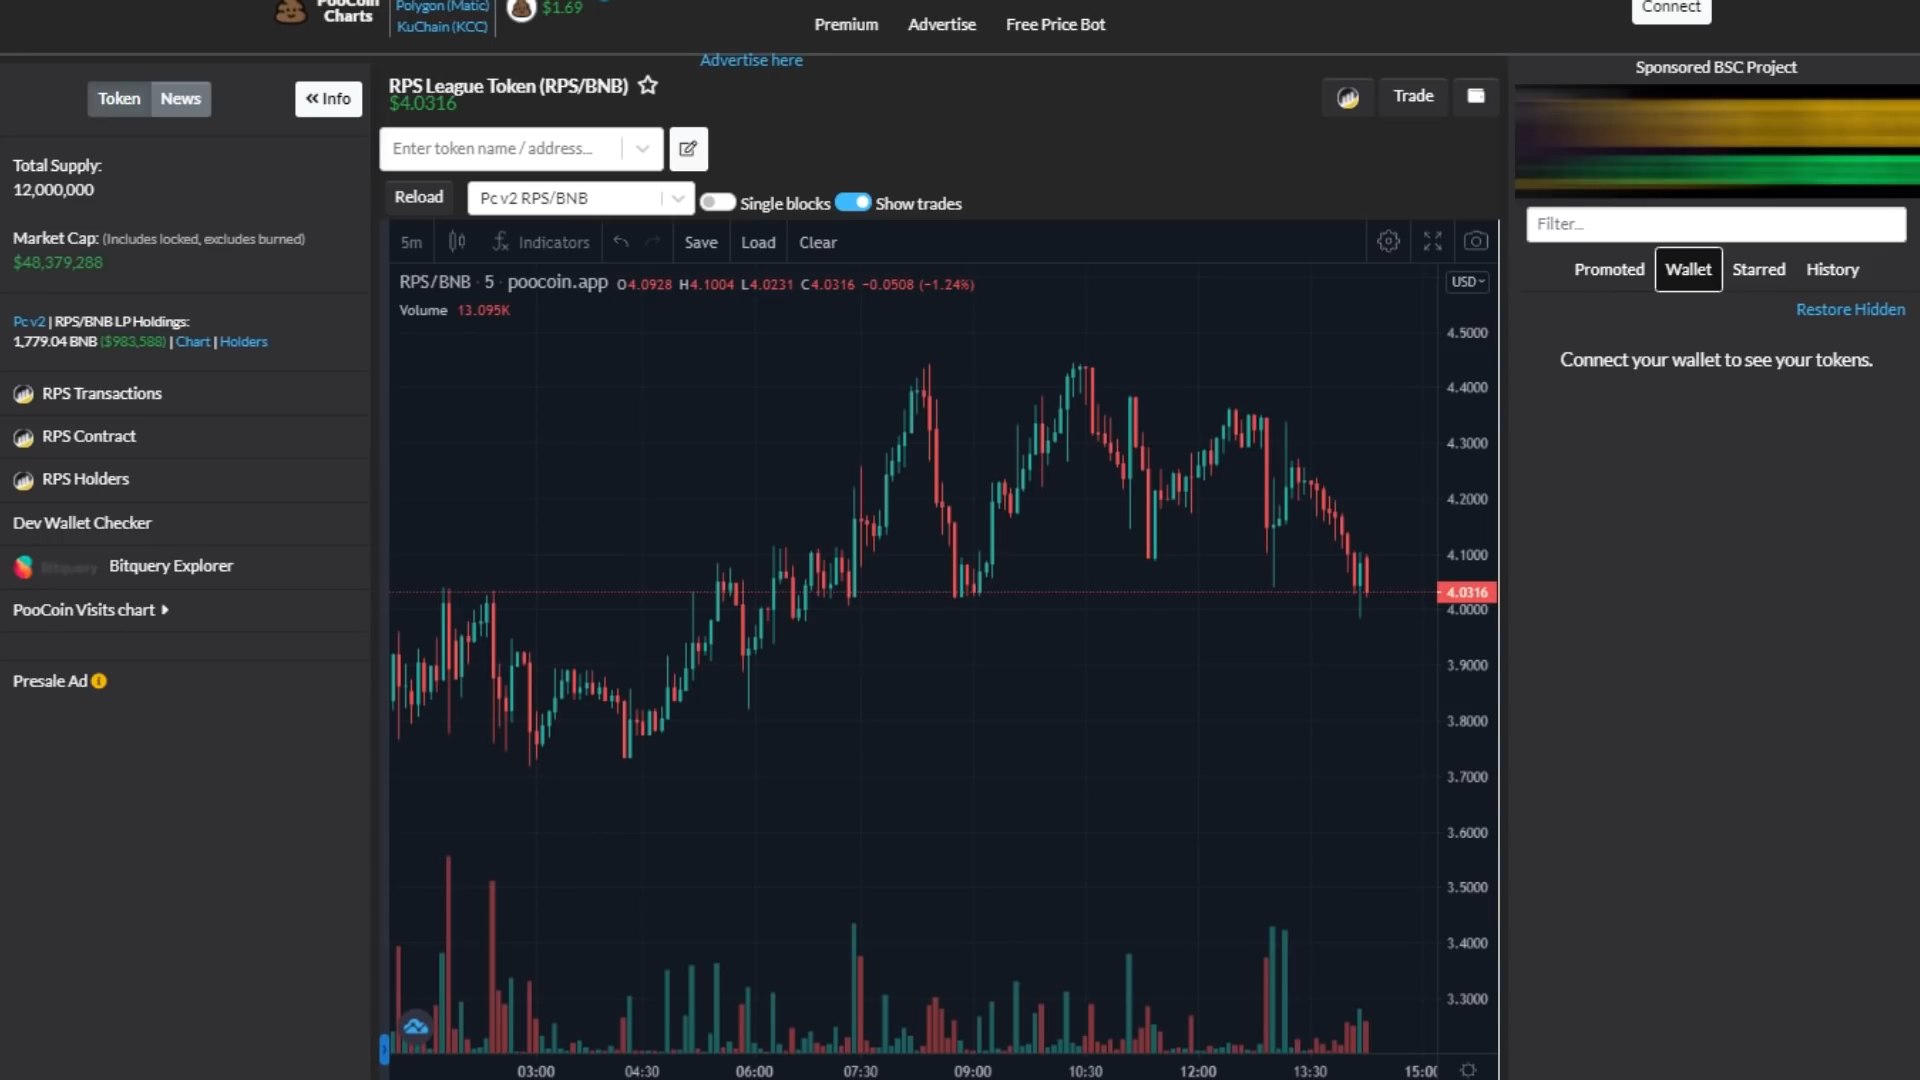 PooCoin
Charts
Polygon (Matic)
KuChain (KCC)
$1.69
Premium
Advertise
Free Price Bot
Connect
Advertise here
Sponsored BSC Project
Token
News
« Info
RPS League Token (RPS/BNB)
$4.0316
Trade
Enter token name / address...
Total Supply:
12,000,000
Reload
Pc v2 RPS/BNB
Single blocks
Show trades
Filter...
Market Cap: (Includes locked, excludes burned)
$48,379,288
5m
Indicators
Save
Load
Clear
Promoted
Wallet
Starred
History
RPS/BNB · 5 · poocoin.app O4.0928 H4.1004 L4.0231 C4.0316 −0.0508 (−1.24%)
USD
Volume 13.095K
Restore Hidden
Pc v2 | RPS/BNB LP Holdings:
1,779.04 BNB ($983,588) | Chart | Holders
Connect your wallet to see your tokens.
RPS Transactions
RPS Contract
RPS Holders
Dev Wallet Checker
Bitquery Bitquery Explorer
PooCoin Visits chart
Presale Ad
4.5000
4.4000
4.3000
4.2000
4.1000
4.0316
4.0000
3.9000
3.8000
3.7000
3.6000
3.5000
3.4000
3.3000
03:00
04:30
06:00
07:30
09:00
10:30
12:00
13:30
15:00